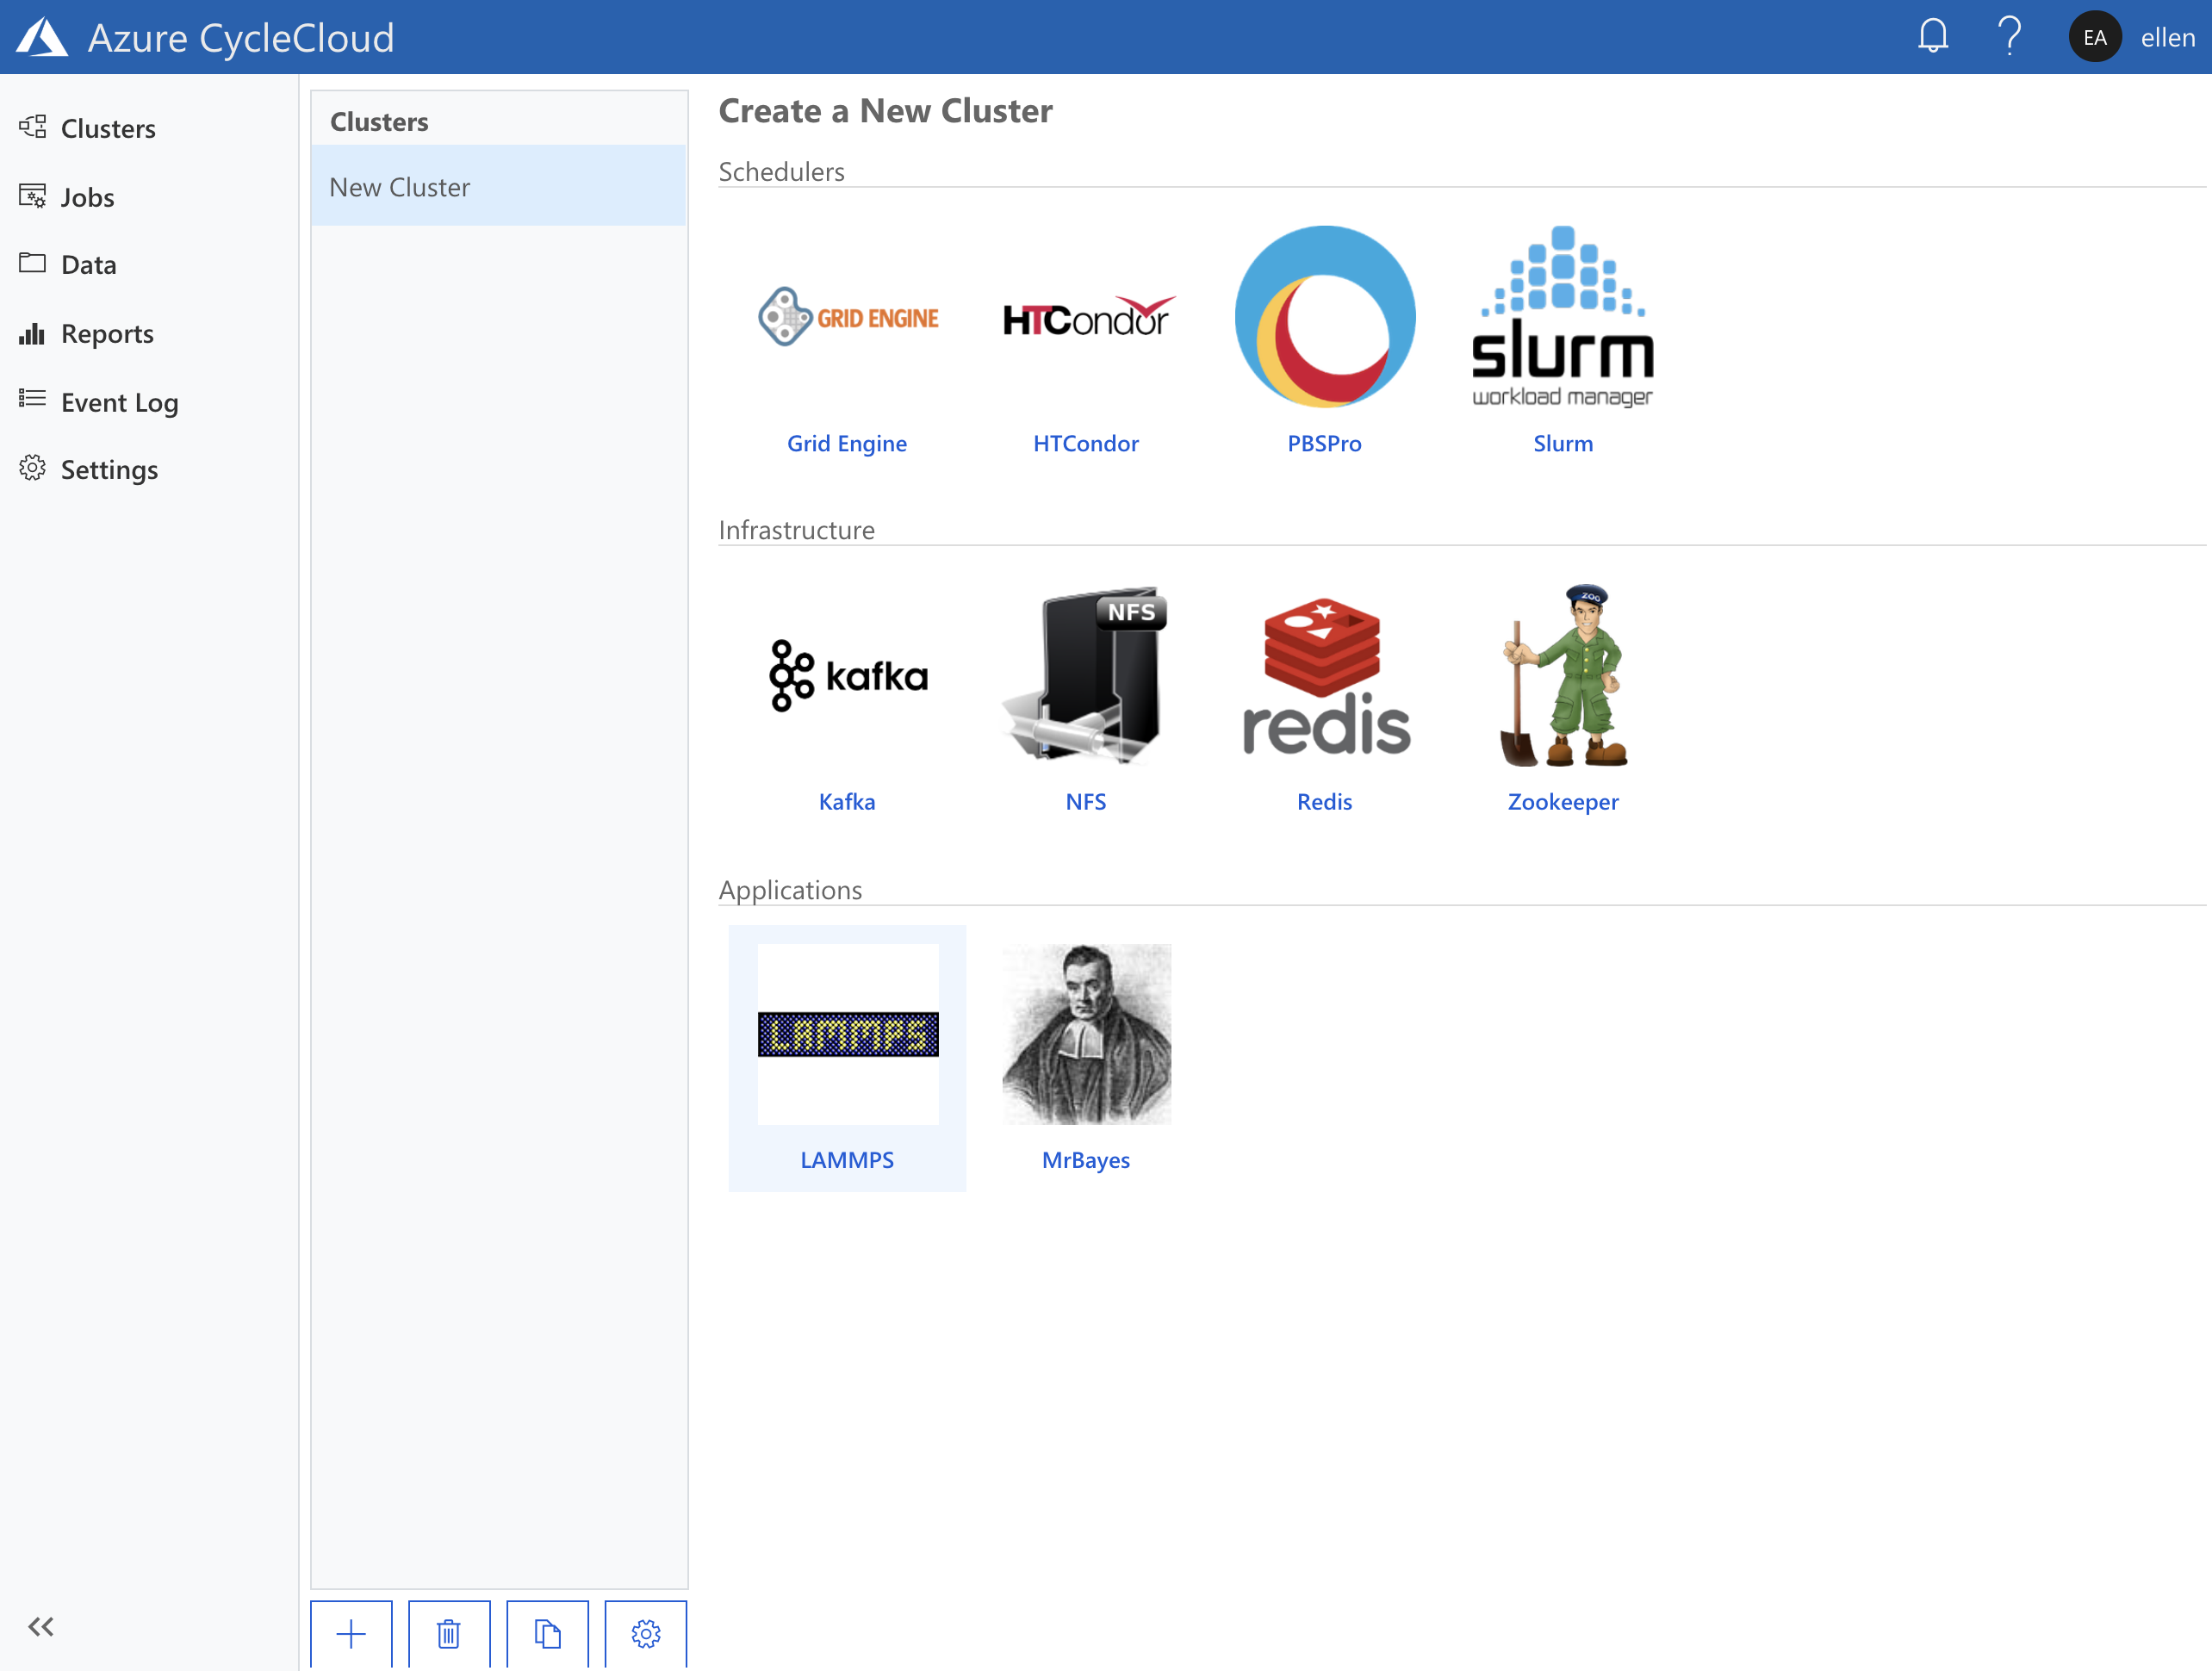 Azure CycleCloud
EA
ellen
Clusters
Jobs
Data
Reports
Event Log
Settings
Clusters
New Cluster
Create a New Cluster
Schedulers
GRID ENGINE
HTCondor
slurm
workload manager
Grid Engine
HTCondor
PBSPro
Slurm
Infrastructure
kafka
NFS
redis
ZOO
Kafka
NFS
Redis
Zookeeper
Applications
LAMMPS
LAMMPS
MrBayes